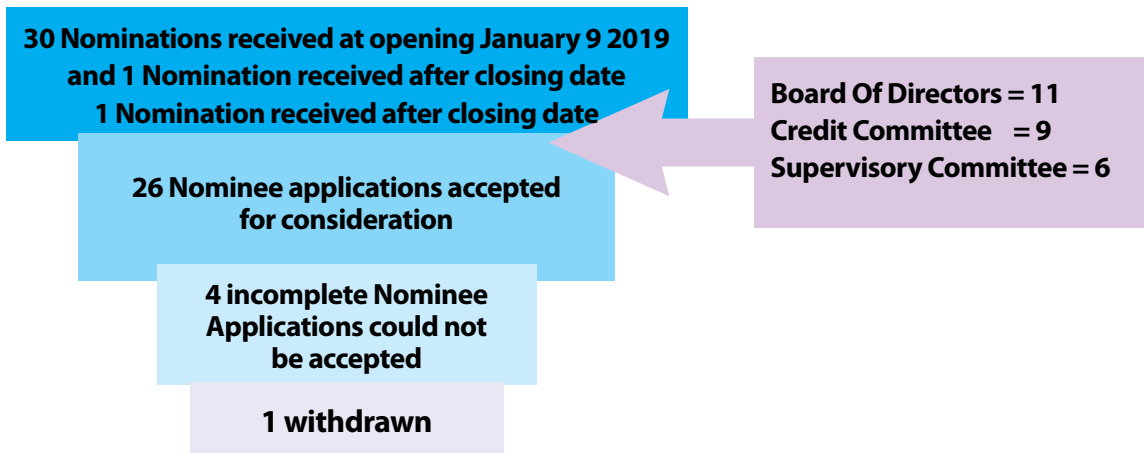 30 Nominations received at opening January 9 2019
and 1 Nomination received after closing date
1 Nomination received after closing date
Board Of Directors = 11
Credit Committee = 9
Supervisory Committee = 6
26 Nominee applications accepted
for consideration
4 incomplete Nominee
Applications could not
be accepted
1 withdrawn